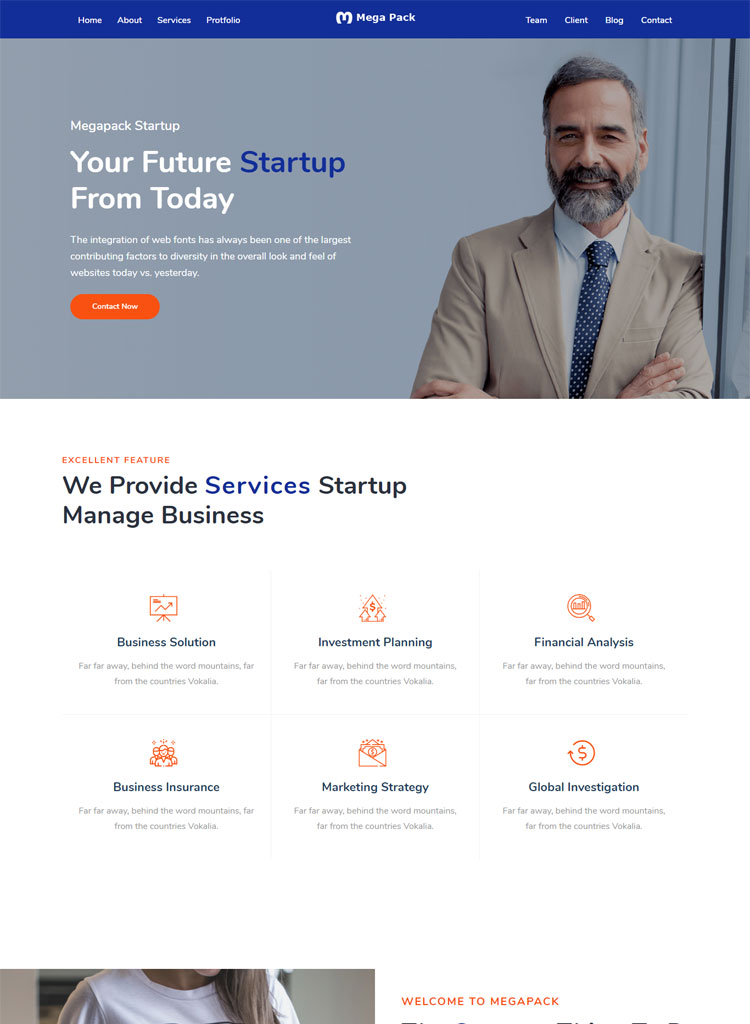 Home About Services Protfolio Mega Pack Team Client Blog Contact
Megapack Startup
Your Future Startup
From Today
The integration of web fonts has always been one of the largest
contributing factors to diversity in the overall look and feel of
websites today vs. yesterday.
Contact Now
EXCELLENT FEATURE
We Provide Services Startup
Manage Business
Business Solution
Far far away, behind the word mountains, far
from the countries Vokalia.
Investment Planning
Far far away, behind the word mountains,
far from the countries Vokalia.
Financial Analysis
Far far away, behind the word mountains,
far from the countries Vokalia.
Business Insurance
Far far away, behind the word mountains, far
from the countries Vokalia.
Marketing Strategy
Far far away, behind the word mountains,
far from the countries Vokalia.
Global Investigation
Far far away, behind the word mountains,
far from the countries Vokalia.
WELCOME TO MEGAPACK